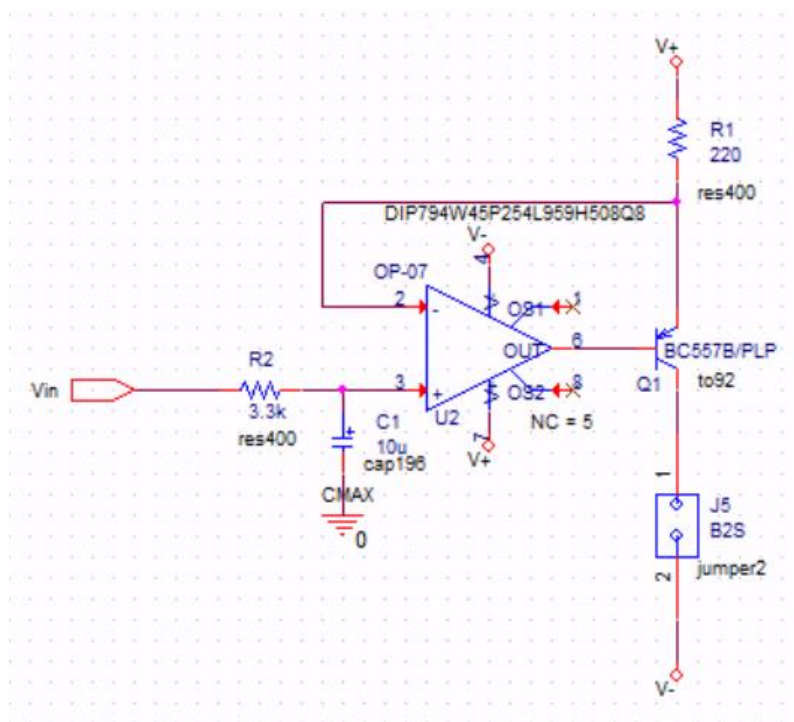 V+
R1
220
res400
DIP794W45P254L959H508Q8
V-
4
OP-07
2
-
OS1
1
OUT
6
BC557B/PLP
Q1
to92
R2
Vin
3
+
OS2
8
3.3k
res400
U2
NC = 5
C1
10u
cap196
7
V+
CMAX
0
1
J5
B2S
jumper2
2
V-